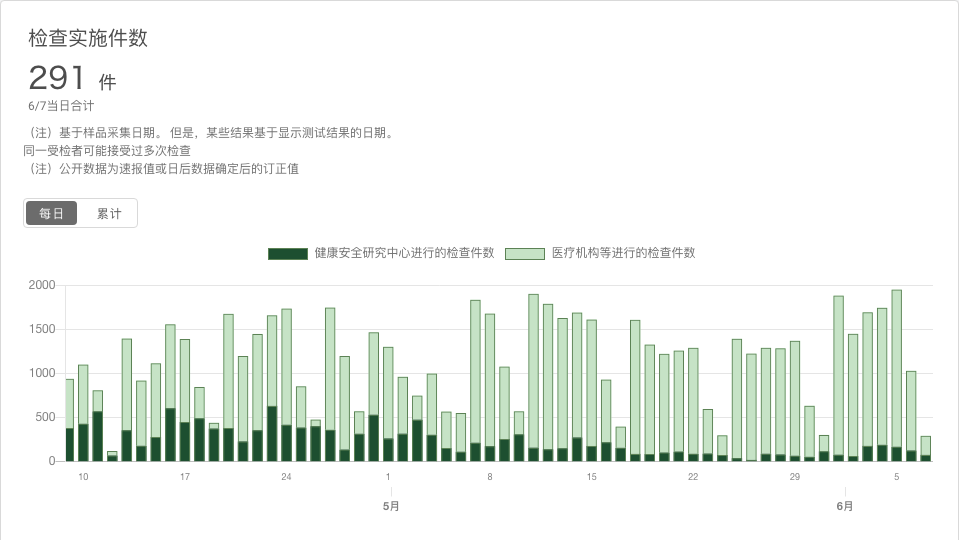 检查实施件数
291 件
6/7当日合计
（注）基于样品采集日期。 但是，某些结果基于显示测试结果的日期。
同一受检者可能接受过多次检查
（注）公开数据为速报值或日后数据确定后的订正值
每日 累计
健康安全研究中心进行的检查件数 医疗机构等进行的检查件数
2000
1500
1000
500
0
10 17 24 1 8 15 22 29 5
5月 6月